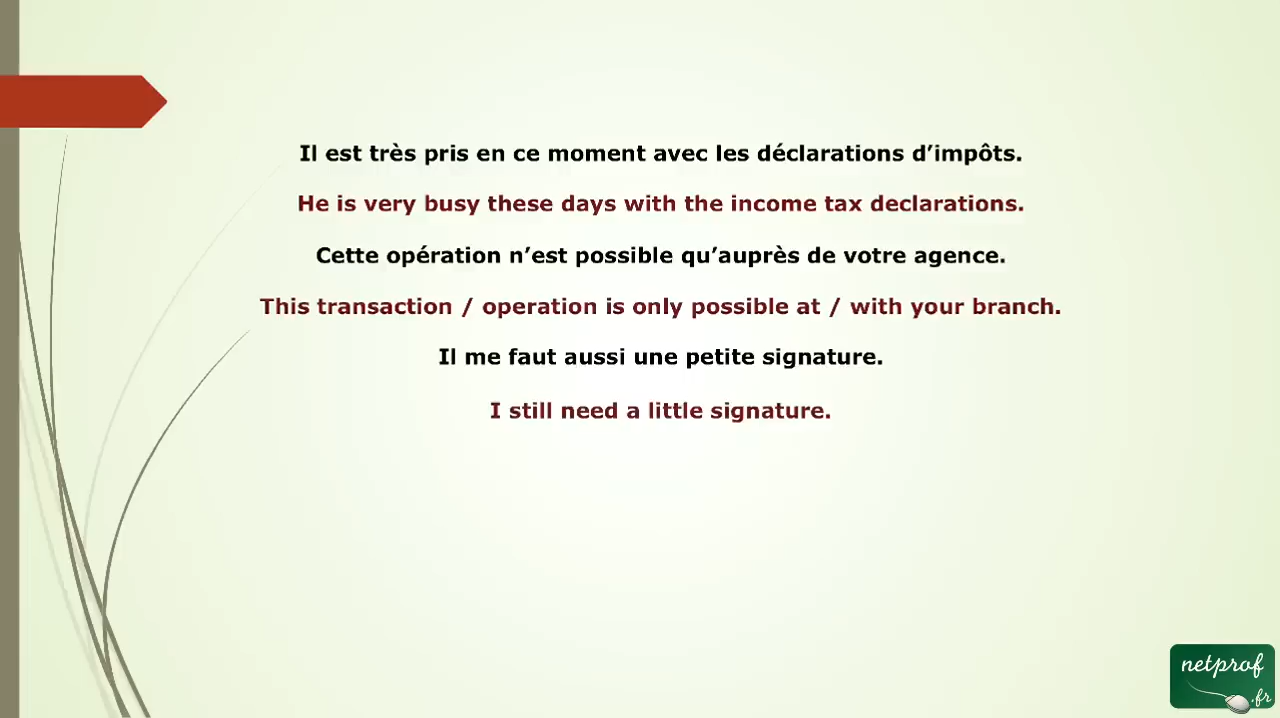 Il est très pris en ce moment avec les déclarations d’impôts.
He is very busy these days with the income tax declarations.
Cette opération n’est possible qu’auprès de votre agence.
This transaction / operation is only possible at / with your branch.
Il me faut aussi une petite signature.
I still need a little signature.
netprof
.fr